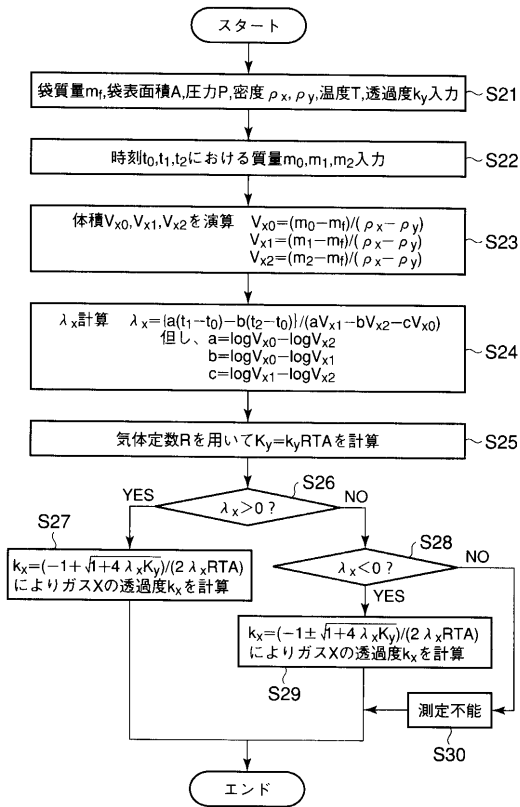 スタート
袋質量mf,袋表面積A,圧力P,密度ρx,ρy,温度T,透過度ky入力
S21
時刻t0,t1,t2における質量m0,m1,m2入力
S22
体積Vx0,Vx1,Vx2を演算 Vx0=(m0−mf)/(ρx−ρy)
Vx1=(m1−mf)/(ρx−ρy)
Vx2=(m2−mf)/(ρx−ρy)
S23
λx計算 λx={a(t1−t0)−b(t2−t0)}/(aVx1−bVx2−cVx0)
但し、a=logVx0−logVx2
b=logVx0−logVx1
c=logVx1−logVx2
S24
気体定数Rを用いてKy=kyRTAを計算
S25
S26
YES
λx>0?
NO
S27
kx=(−1+√1+4λxKy)/(2λxRTA)
によりガスXの透過度kxを計算
S28
λx<0?
NO
YES
kx=(−1±√1+4λxKy)/(2λxRTA)
によりガスXの透過度kxを計算
S29
測定不能
S30
エンド